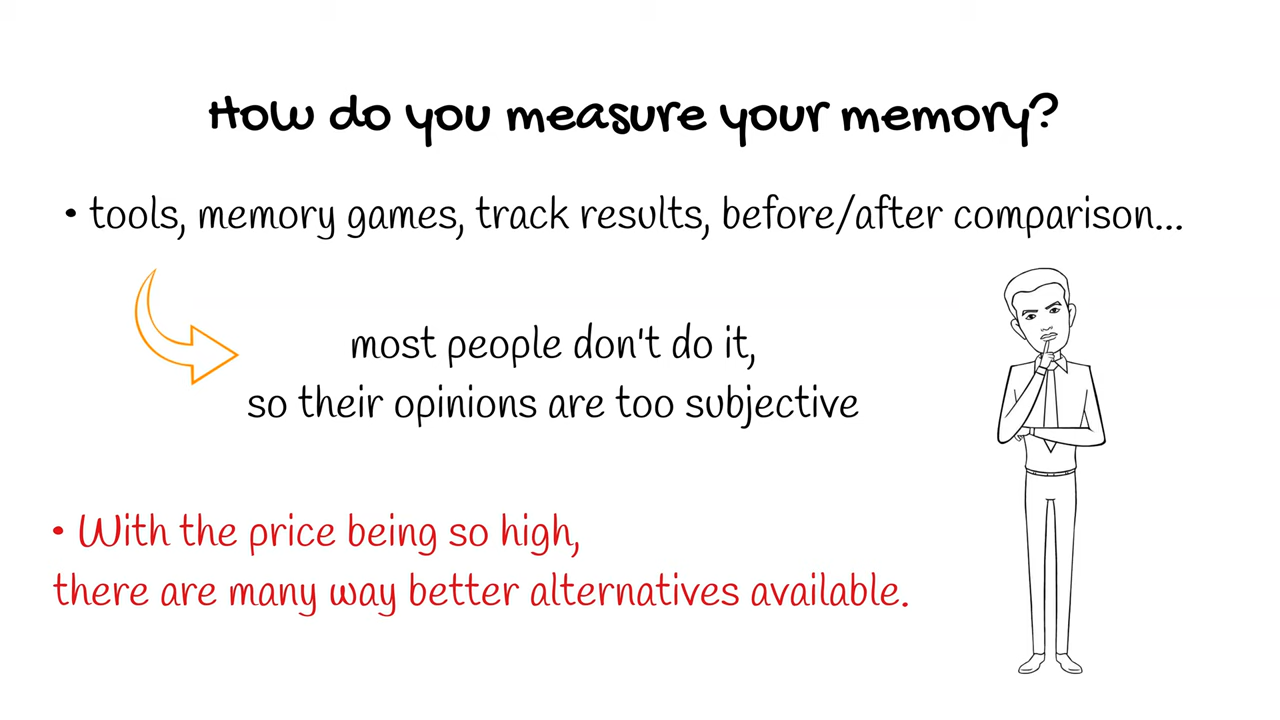 How do you measure your memory?
• tools, memory games, track results, before/after comparison...
most people don't do it,
so their opinions are too subjective
• With the price being so high,
there are many way better alternatives available.